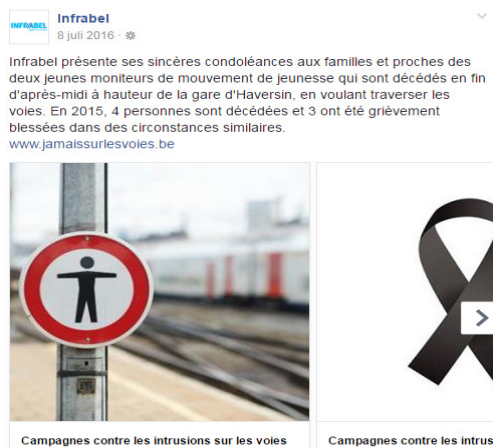 INFRABEL
Infrabel
8 juli 2016 ·
Infrabel présente ses sincères condoléances aux familles et proches des
deux jeunes moniteurs de mouvement de jeunesse qui sont décédés en fin
d'après-midi à hauteur de la gare d'Haversin, en voulant traverser les
voies. En 2015, 4 personnes sont décédées et 3 ont été grièvement
blessées dans des circonstances similaires.
www.jamaissurlesvoies.be
Campagnes contre les intrusions sur les voies
Campagnes contre les intrus